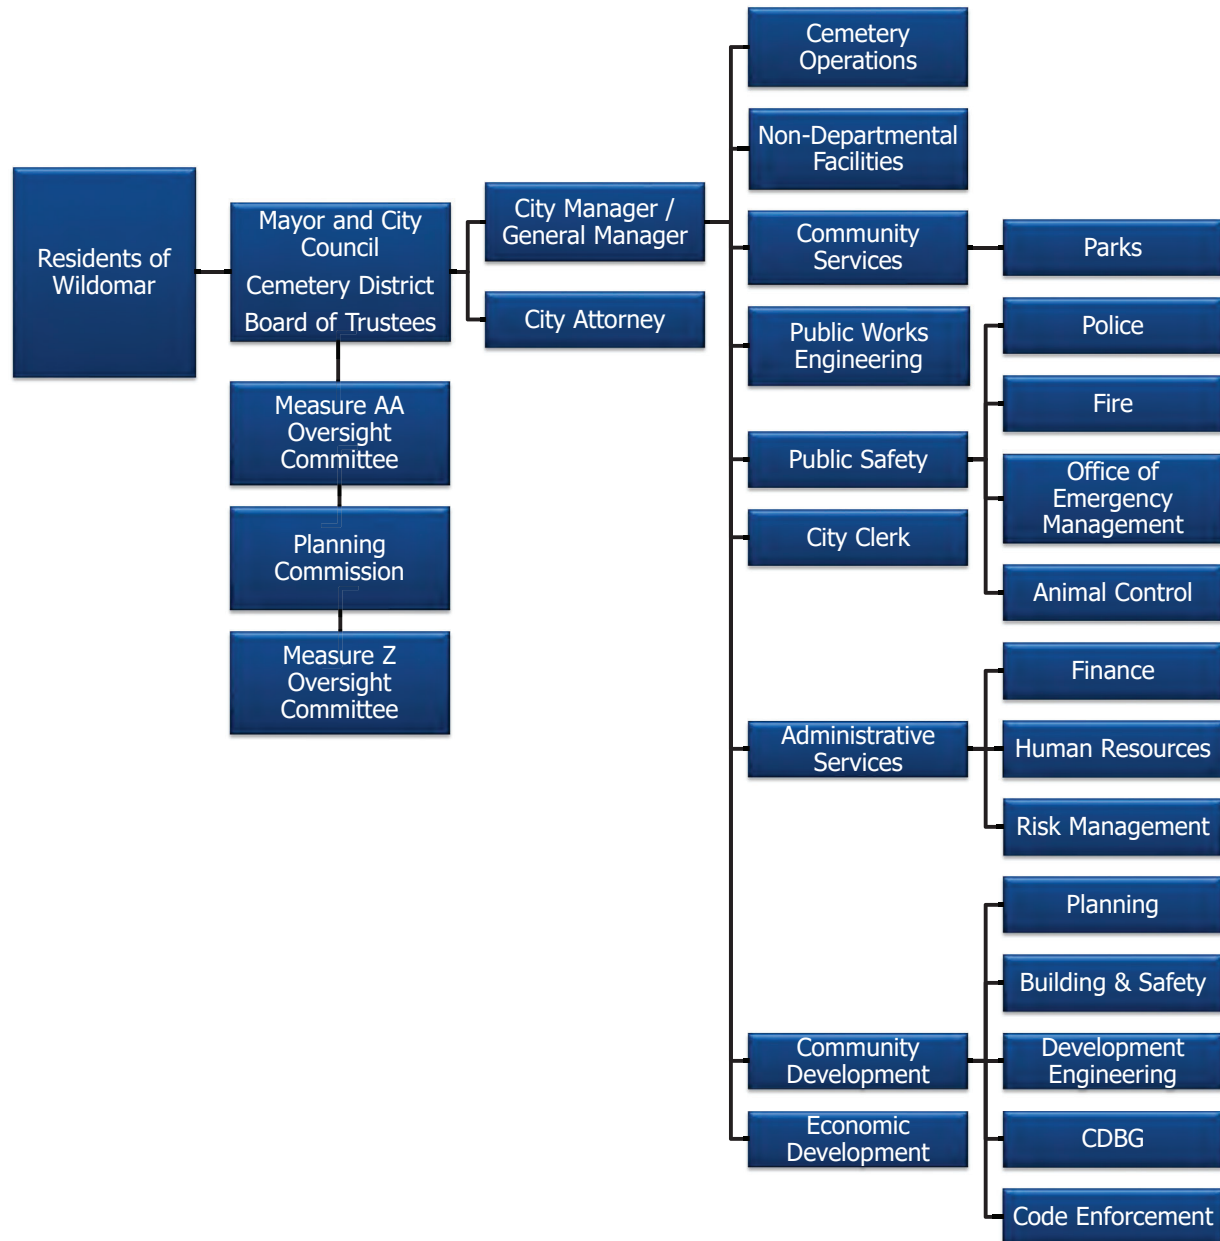 Residents of
Wildomar
Mayor and City
Council
Cemetery District
Board of Trustees
Measure AA
Oversight
Committee
Planning
Commission
Measure Z
Oversight
Committee
City Manager /
General Manager
City Attorney
Cemetery
Operations
Non-Departmental
Facilities
Community
Services
Parks
Public Works
Engineering
Public Safety
Police
Fire
Office of
Emergency
Management
Animal Control
City Clerk
Administrative
Services
Finance
Human Resources
Risk Management
Community
Development
Planning
Building & Safety
Development
Engineering
CDBG
Code Enforcement
Economic
Development